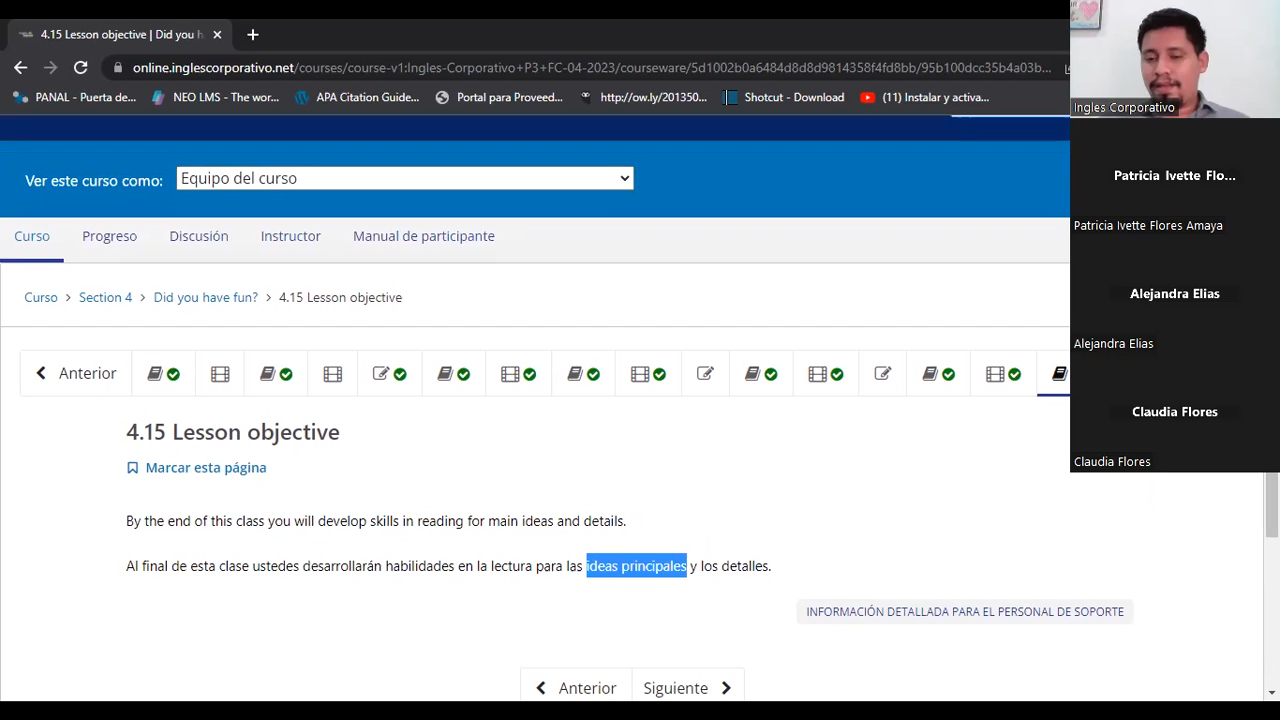 4.15 Lesson objective | Did you h
online.inglescorporativo.net/courses/course-v1:Ingles-Corporativo+P3+FC-04-2023/courseware/5d1002b0a6484d8d8f9814358f4fd8bb/95b100dcc35b4a03b...
PANAL - Puerta de... NEO LMS - The wor... APA Citation Guide... Portal para Proveed... http://ow.ly/201350... Shotcut - Download (11) Instalar y activa...
Ingles Corporativo
Ver este curso como: Equipo del curso
Patricia Ivette Flo...
Patricia Ivette Flores Amaya
Curso Progreso Discusión Instructor Manual de participante
Curso > Section 4 > Did you have fun? > 4.15 Lesson objective
Alejandra Elias
Alejandra Elias
Anterior
Claudia Flores
Claudia Flores
4.15 Lesson objective
Marcar esta página
By the end of this class you will develop skills in reading for main ideas and details.
Al final de esta clase ustedes desarrollarán habilidades en la lectura para las ideas principales y los detalles.
INFORMACIÓN DETALLADA PARA EL PERSONAL DE SOPORTE
Anterior Siguiente